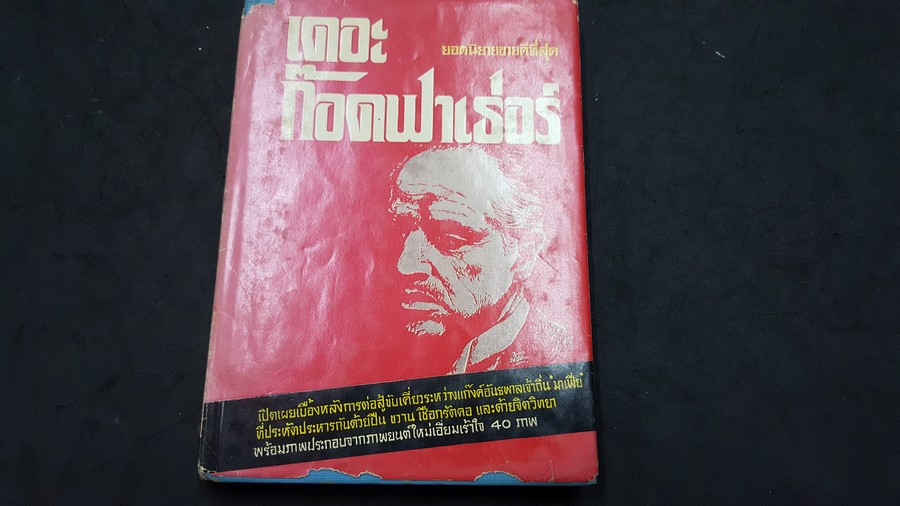 เดอะ
ยอดนิยายขายดีที่สุด
ก๊อดฟาเธ่อร์
เปิดเผยเบื้องหลังการต่อสู้ขับเคี่ยวระหว่างแก๊งค์อันธพาลเจ้าถิ่น"มาเฟีย"
ที่ประหัตประหารกันด้วยปืน ขวาน เชือกรัดคอ และด้วยจิตวิทยา
พร้อมภาพประกอบจากภาพยนต์ใหม่เอี่ยมเร้าใจ 40 ภาพ